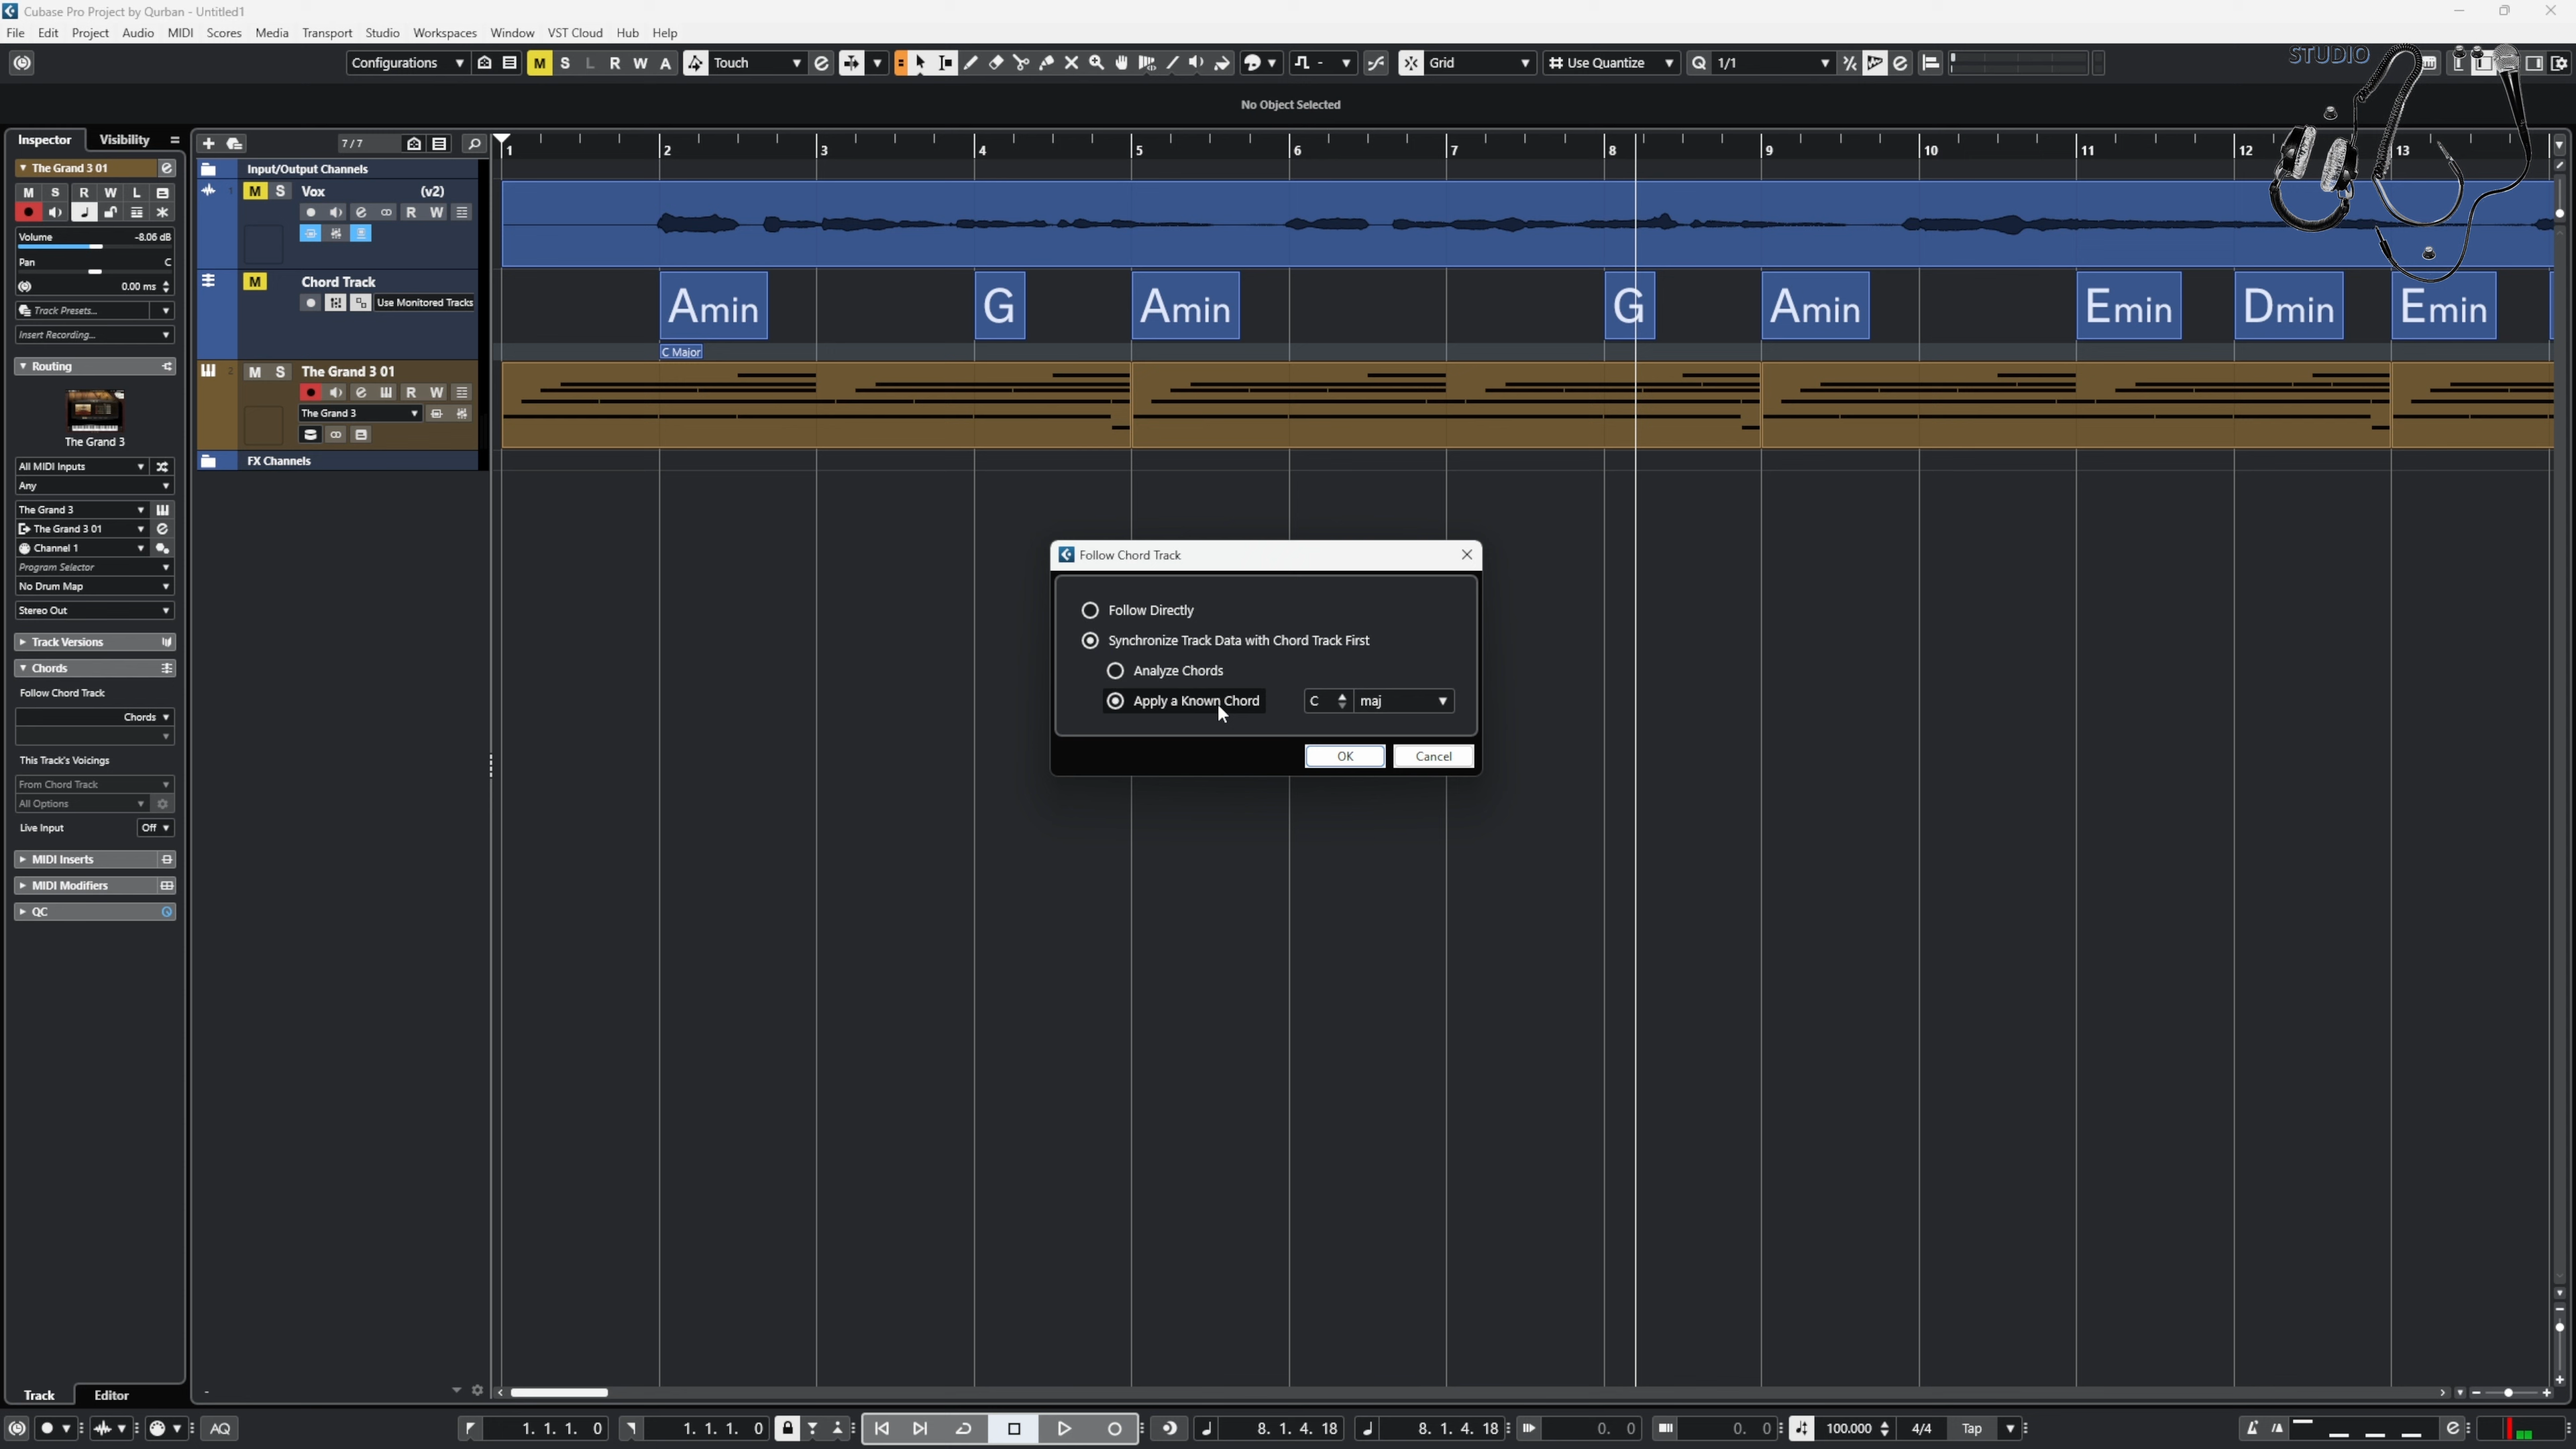 Cubase Pro Project by Qurban - Untitled1
File Edit Project Audio MIDI Scores Media Transport Studio Workspaces Window VST Cloud Hub Help
Configurations M S L R W A Touch Grid # Use Quantize Q 1/1
STUDIO
No Object Selected
Inspector Visibility 7/7
1 2 3 4 5 6 7 8 9 10 11 12 13
The Grand 3 01
M S R W L
Volume -8.06 dB
Pan C
0.00 ms
Track Presets...
Insert Recording...
Routing
The Grand 3
All MIDI Inputs
Any
The Grand 3
The Grand 3 01
Channel 1
Program Selector
No Drum Map
Stereo Out
Track Versions
Chords
Follow Chord Track
Chords
This Track's Voicings
From Chord Track
All Options
Live Input Off
MIDI Inserts
MIDI Modifiers
QC
Input/Output Channels
1 M S Vox (v2)
R W
M Chord Track
Use Monitored Tracks
Amin G Amin G Amin Emin Dmin Emin
C Major
2 M S The Grand 3 01
R W
The Grand 3
FX Channels
Follow Chord Track
Follow Directly
Synchronize Track Data with Chord Track First
Analyze Chords
Apply a Known Chord C maj
OK Cancel
Track Editor
AQ 1. 1. 1. 0 1. 1. 1. 0 8. 1. 4. 18 8. 1. 4. 18 0. 0 0. 0 100.000 4/4 Tap